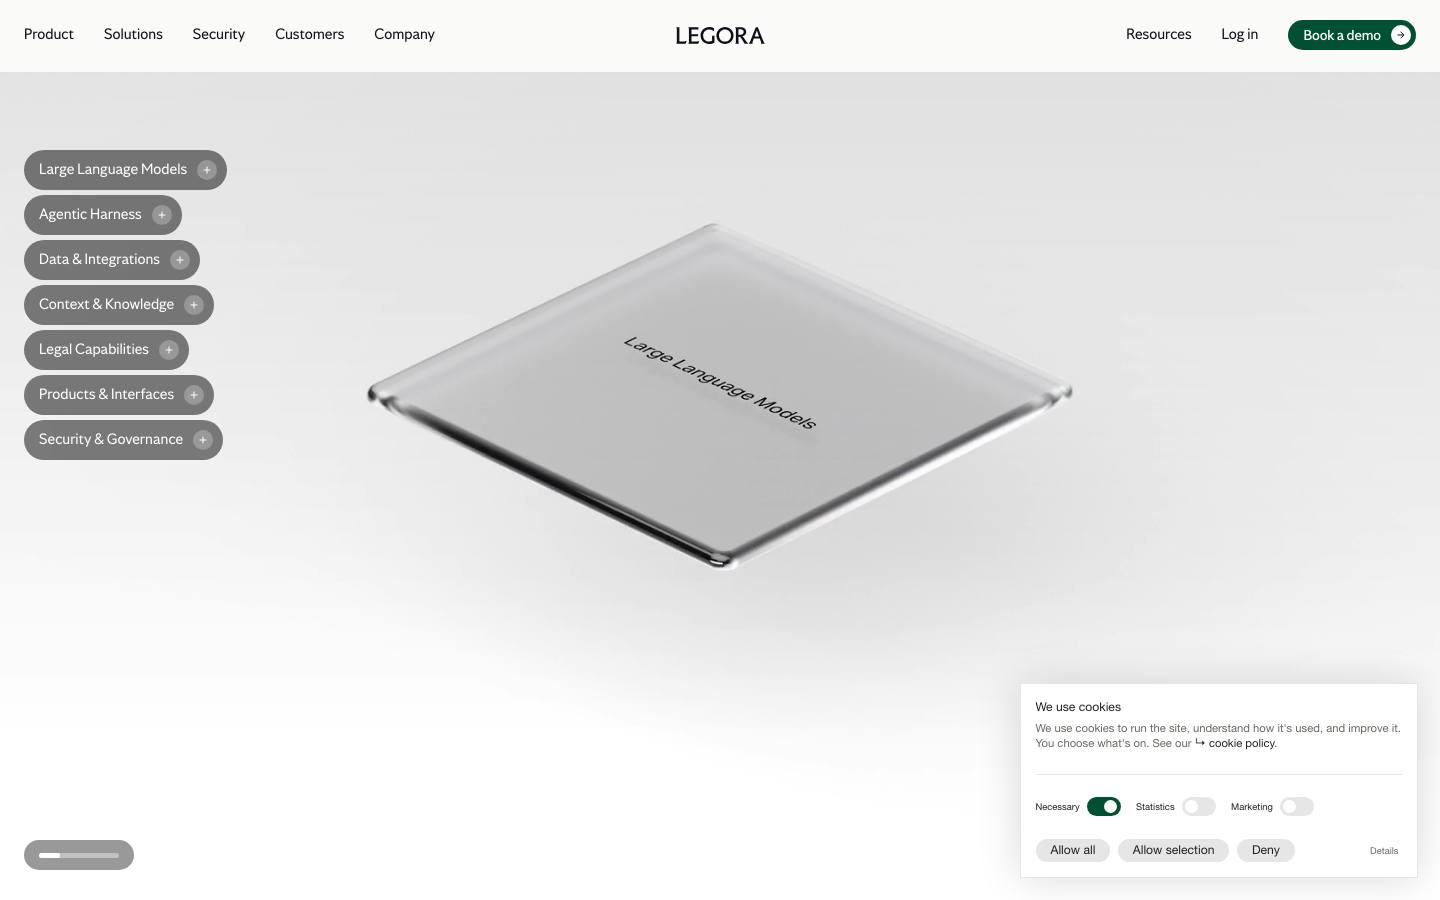 Product
Solutions
Security
Customers
Company
LEGORA
Resources
Log in
Book a demo
Large Language Models
Agentic Harness
Data & Integrations
Context & Knowledge
Legal Capabilities
Products & Interfaces
Security & Governance
Large Language Models
We use cookies
We use cookies to run the site, understand how it's used, and improve it.
You choose what's on. See our ↳ cookie policy.
Necessary
Statistics
Marketing
Allow all
Allow selection
Deny
Details